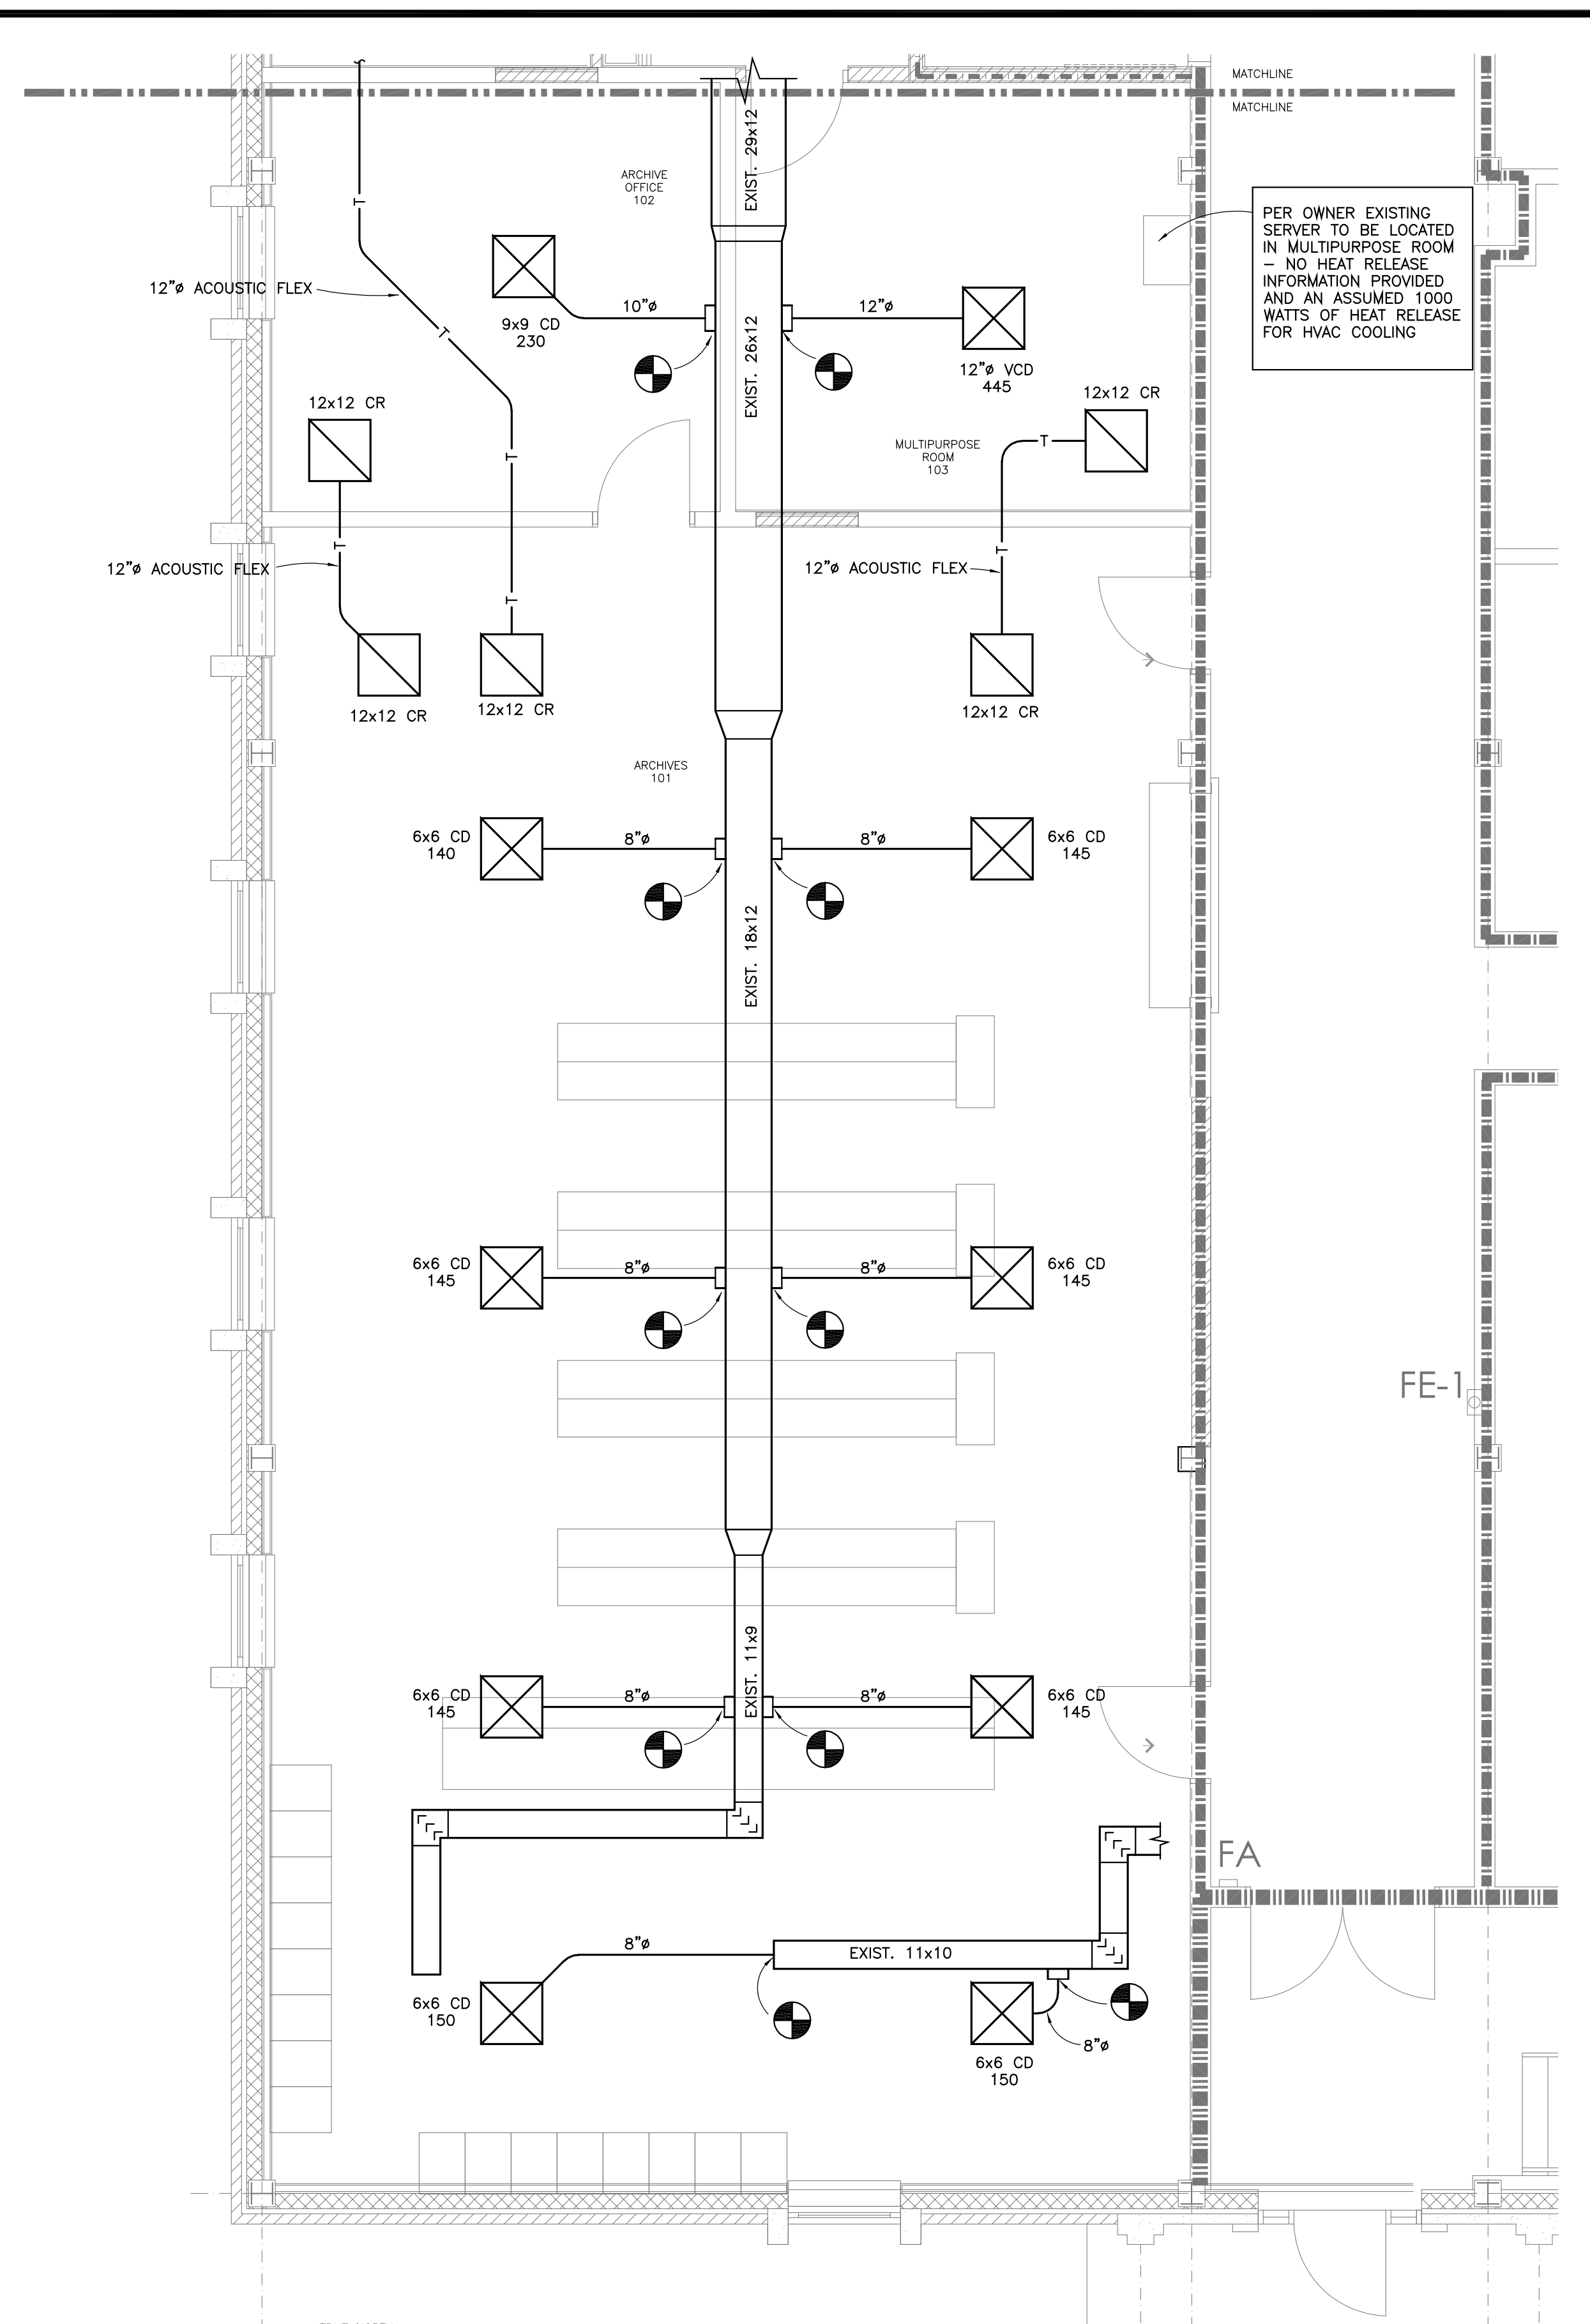 MATCHLINE
MATCHLINE
EXIST. 29x12
ARCHIVE
OFFICE
102
PER OWNER EXISTING
SERVER TO BE LOCATED
IN MULTIPURPOSE ROOM
– NO HEAT RELEASE
INFORMATION PROVIDED
AND AN ASSUMED 1000
WATTS OF HEAT RELEASE
FOR HVAC COOLING
12"ø ACOUSTIC FLEX
9x9 CD
230
10"ø
EXIST. 26x12
12"ø
12"ø VCD
445
12x12 CR
12x12 CR
T
T
T
T
T
T
T
T
MULTIPURPOSE
ROOM
103
12"ø ACOUSTIC FLEX
12"ø ACOUSTIC FLEX
12x12 CR
12x12 CR
12x12 CR
ARCHIVES
101
6x6 CD
140
8"ø
8"ø
6x6 CD
145
EXIST. 18x12
6x6 CD
145
8"ø
8"ø
6x6 CD
145
FE-1
EXIST. 11x9
6x6 CD
145
8"ø
8"ø
6x6 CD
145
FA
8"ø
EXIST. 11x10
6x6 CD
150
8"ø
6x6 CD
150